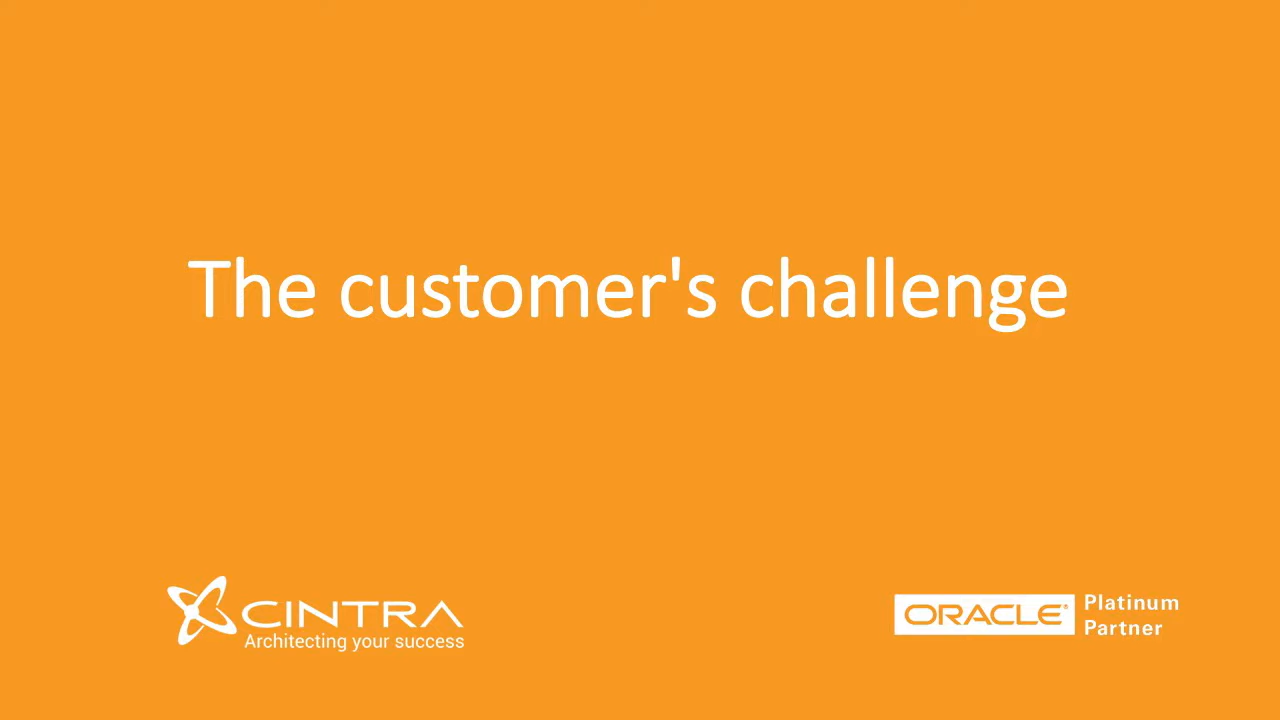 The customer's challenge
CINTRA
Architecting your success
ORACLE®
Platinum
Partner